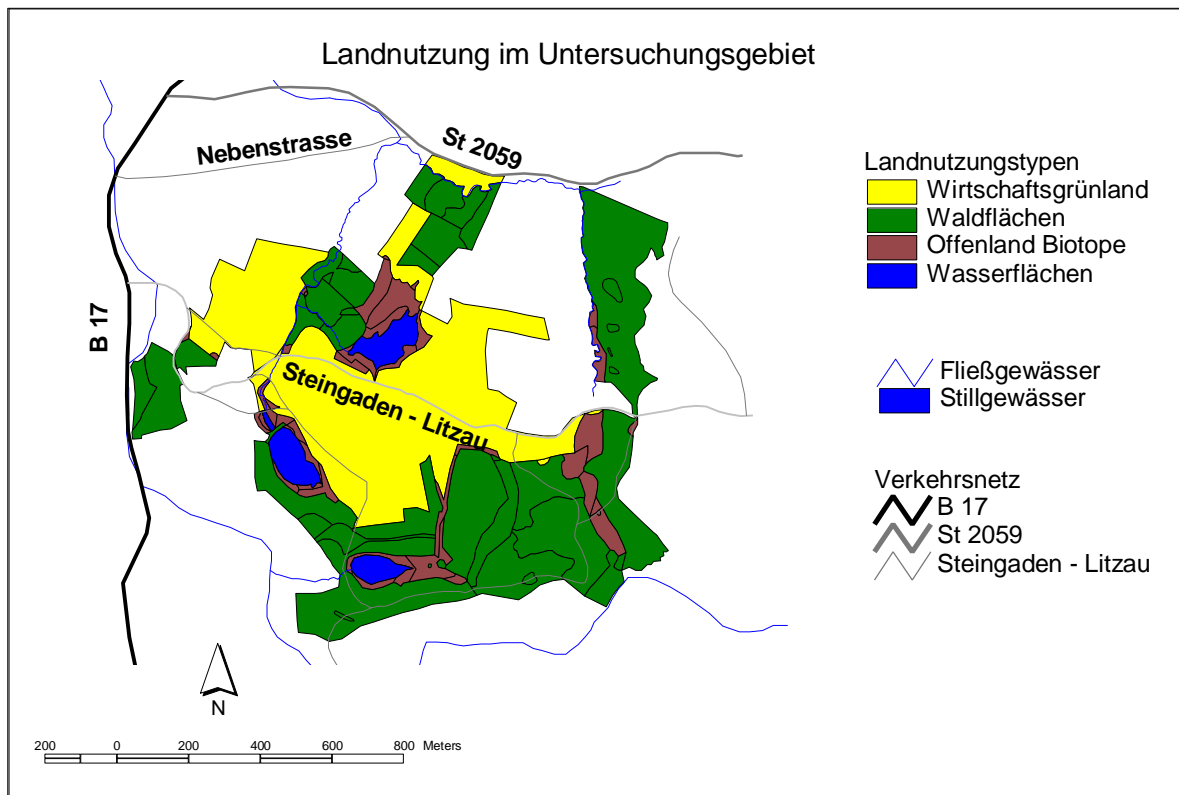 Landnutzung im Untersuchungsgebiet
Nebenstrasse
St 2059
B 17
Steingaden - Litzau
Landnutzungstypen
Wirtschaftsgrünland
Waldflächen
Offenland Biotope
Wasserflächen
Fließgewässer
Stillgewässer
Verkehrsnetz
B 17
St 2059
Steingaden - Litzau
N
200 0 200 400 600 800 Meters